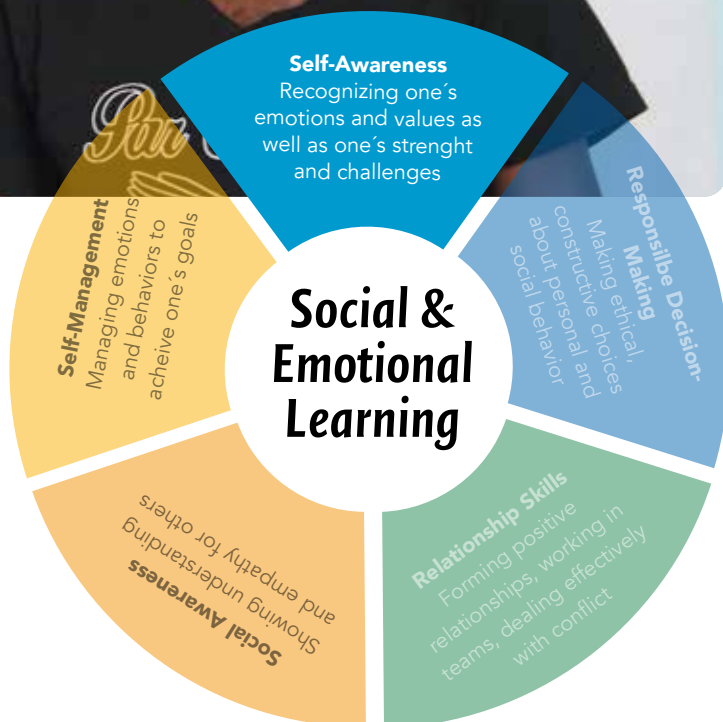 Self-Awareness
Recognizing one´s
emotions and values as
well as one´s strenght
and challenges
Responsilbe Decision-
Making
Making ethical,
constructive choices
about personal and
social behavior
Relationship Skills
Forming positive
relationships, working in
teams, dealing effectively
with conflict
Social Awareness
Showing understanding
and empathy for others
Self-Management
Managing emotions
and behaviors to
acheive one´s goals
Social &
Emotional
Learning